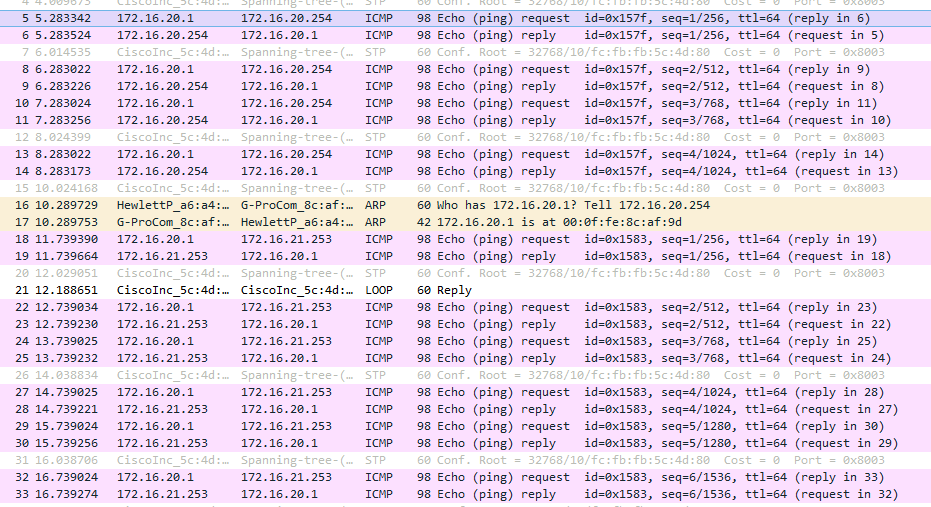 4 4.009675 CiscoInc_5c:4d:… Spanning-tree-(… STP 60 Conf. Root = 32768/10/fc:fb:fb:5c:4d:80 Cost = 0 Port = 0x8003
5 5.283342 172.16.20.1 172.16.20.254 ICMP 98 Echo (ping) request id=0x157f, seq=1/256, ttl=64 (reply in 6)
6 5.283524 172.16.20.254 172.16.20.1 ICMP 98 Echo (ping) reply id=0x157f, seq=1/256, ttl=64 (request in 5)
7 6.014535 CiscoInc_5c:4d:… Spanning-tree-(… STP 60 Conf. Root = 32768/10/fc:fb:fb:5c:4d:80 Cost = 0 Port = 0x8003
8 6.283022 172.16.20.1 172.16.20.254 ICMP 98 Echo (ping) request id=0x157f, seq=2/512, ttl=64 (reply in 9)
9 6.283226 172.16.20.254 172.16.20.1 ICMP 98 Echo (ping) reply id=0x157f, seq=2/512, ttl=64 (request in 8)
10 7.283024 172.16.20.1 172.16.20.254 ICMP 98 Echo (ping) request id=0x157f, seq=3/768, ttl=64 (reply in 11)
11 7.283256 172.16.20.254 172.16.20.1 ICMP 98 Echo (ping) reply id=0x157f, seq=3/768, ttl=64 (request in 10)
12 8.024399 CiscoInc_5c:4d:… Spanning-tree-(… STP 60 Conf. Root = 32768/10/fc:fb:fb:5c:4d:80 Cost = 0 Port = 0x8003
13 8.283022 172.16.20.1 172.16.20.254 ICMP 98 Echo (ping) request id=0x157f, seq=4/1024, ttl=64 (reply in 14)
14 8.283173 172.16.20.254 172.16.20.1 ICMP 98 Echo (ping) reply id=0x157f, seq=4/1024, ttl=64 (request in 13)
15 10.024168 CiscoInc_5c:4d:… Spanning-tree-(… STP 60 Conf. Root = 32768/10/fc:fb:fb:5c:4d:80 Cost = 0 Port = 0x8003
16 10.289729 HewlettP_a6:a4:… G-ProCom_8c:af:… ARP 60 Who has 172.16.20.1? Tell 172.16.20.254
17 10.289753 G-ProCom_8c:af:… HewlettP_a6:a4:… ARP 42 172.16.20.1 is at 00:0f:fe:8c:af:9d
18 11.739390 172.16.20.1 172.16.21.253 ICMP 98 Echo (ping) request id=0x1583, seq=1/256, ttl=64 (reply in 19)
19 11.739664 172.16.21.253 172.16.20.1 ICMP 98 Echo (ping) reply id=0x1583, seq=1/256, ttl=64 (request in 18)
20 12.029051 CiscoInc_5c:4d:… Spanning-tree-(… STP 60 Conf. Root = 32768/10/fc:fb:fb:5c:4d:80 Cost = 0 Port = 0x8003
21 12.188651 CiscoInc_5c:4d:… CiscoInc_5c:4d:… LOOP 60 Reply
22 12.739034 172.16.20.1 172.16.21.253 ICMP 98 Echo (ping) request id=0x1583, seq=2/512, ttl=64 (reply in 23)
23 12.739230 172.16.21.253 172.16.20.1 ICMP 98 Echo (ping) reply id=0x1583, seq=2/512, ttl=64 (request in 22)
24 13.739025 172.16.20.1 172.16.21.253 ICMP 98 Echo (ping) request id=0x1583, seq=3/768, ttl=64 (reply in 25)
25 13.739232 172.16.21.253 172.16.20.1 ICMP 98 Echo (ping) reply id=0x1583, seq=3/768, ttl=64 (request in 24)
26 14.038834 CiscoInc_5c:4d:… Spanning-tree-(… STP 60 Conf. Root = 32768/10/fc:fb:fb:5c:4d:80 Cost = 0 Port = 0x8003
27 14.739025 172.16.20.1 172.16.21.253 ICMP 98 Echo (ping) request id=0x1583, seq=4/1024, ttl=64 (reply in 28)
28 14.739221 172.16.21.253 172.16.20.1 ICMP 98 Echo (ping) reply id=0x1583, seq=4/1024, ttl=64 (request in 27)
29 15.739024 172.16.20.1 172.16.21.253 ICMP 98 Echo (ping) request id=0x1583, seq=5/1280, ttl=64 (reply in 30)
30 15.739256 172.16.21.253 172.16.20.1 ICMP 98 Echo (ping) reply id=0x1583, seq=5/1280, ttl=64 (request in 29)
31 16.038706 CiscoInc_5c:4d:… Spanning-tree-(… STP 60 Conf. Root = 32768/10/fc:fb:fb:5c:4d:80 Cost = 0 Port = 0x8003
32 16.739024 172.16.20.1 172.16.21.253 ICMP 98 Echo (ping) request id=0x1583, seq=6/1536, ttl=64 (reply in 33)
33 16.739274 172.16.21.253 172.16.20.1 ICMP 98 Echo (ping) reply id=0x1583, seq=6/1536, ttl=64 (request in 32)